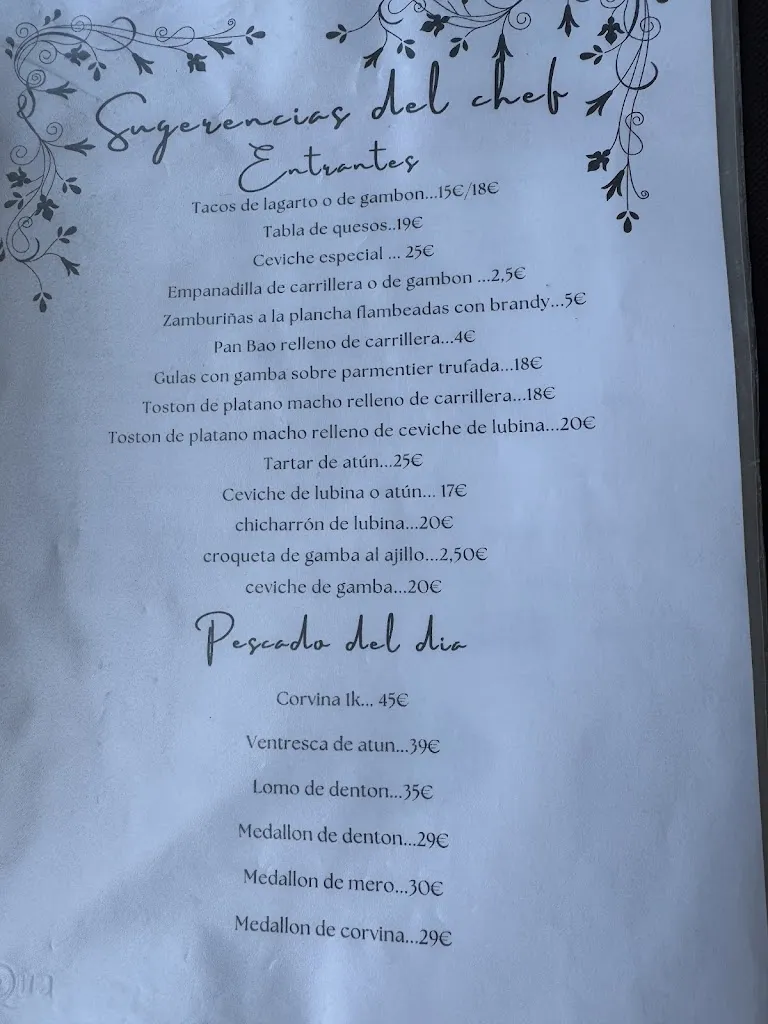 Sugerencias del chef
Entrantes
Tacos de lagarto o de gambon...15€/18€
Tabla de quesos..19€
Ceviche especial ... 25€
Empanadilla de carrillera o de gambon ...2,5€
Zamburiñas a la plancha flambeadas con brandy...5€
Pan Bao relleno de carrillera...4€
Gulas con gamba sobre parmentier trufada...18€
Toston de platano macho relleno de carrillera...18€
Toston de platano macho relleno de ceviche de lubina...20€
Tartar de atún...25€
Ceviche de lubina o atún... 17€
chicharrón de lubina...20€
croqueta de gamba al ajillo...2,50€
ceviche de gamba...20€
Pescado del dia
Corvina 1k... 45€
Ventresca de atun...39€
Lomo de denton...35€
Medallon de denton...29€
Medallon de mero...30€
Medallon de corvina...29€